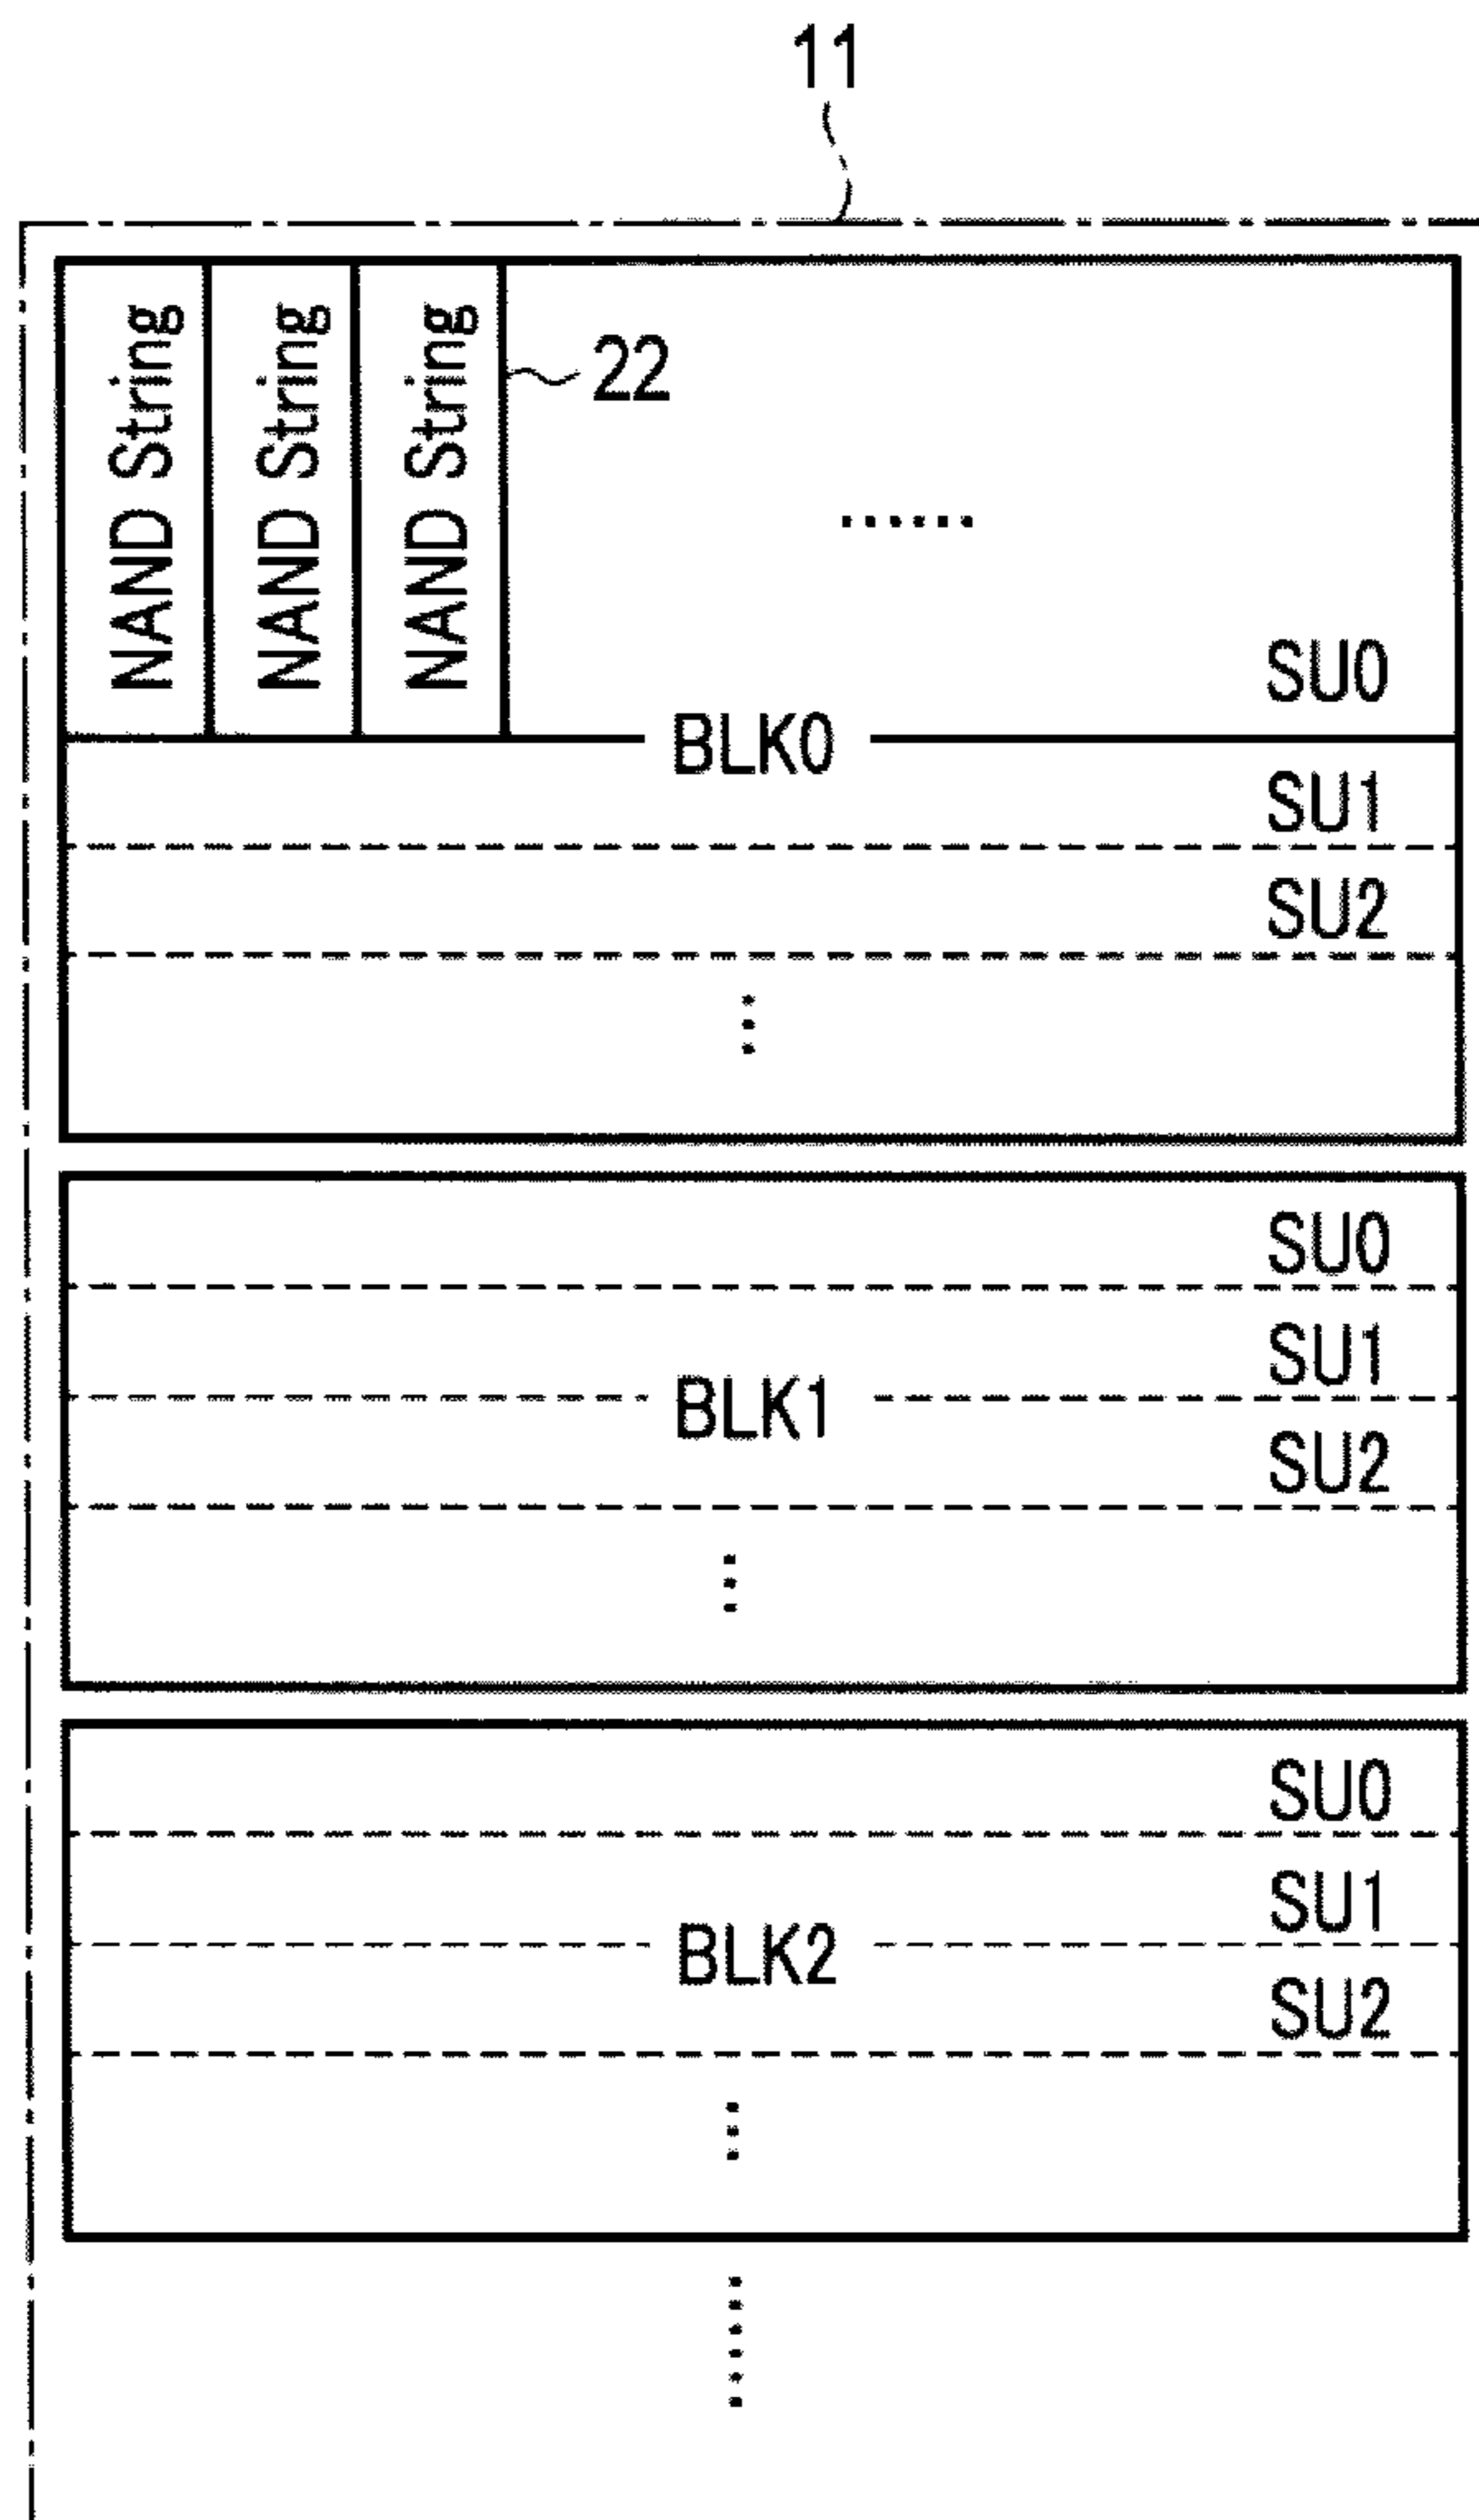 11
NAND String
NAND String
NAND String
22
......
SU0
BLK0
SU1
SU2
SU0
SU1
BLK1
SU2
SU0
SU1
BLK2
SU2